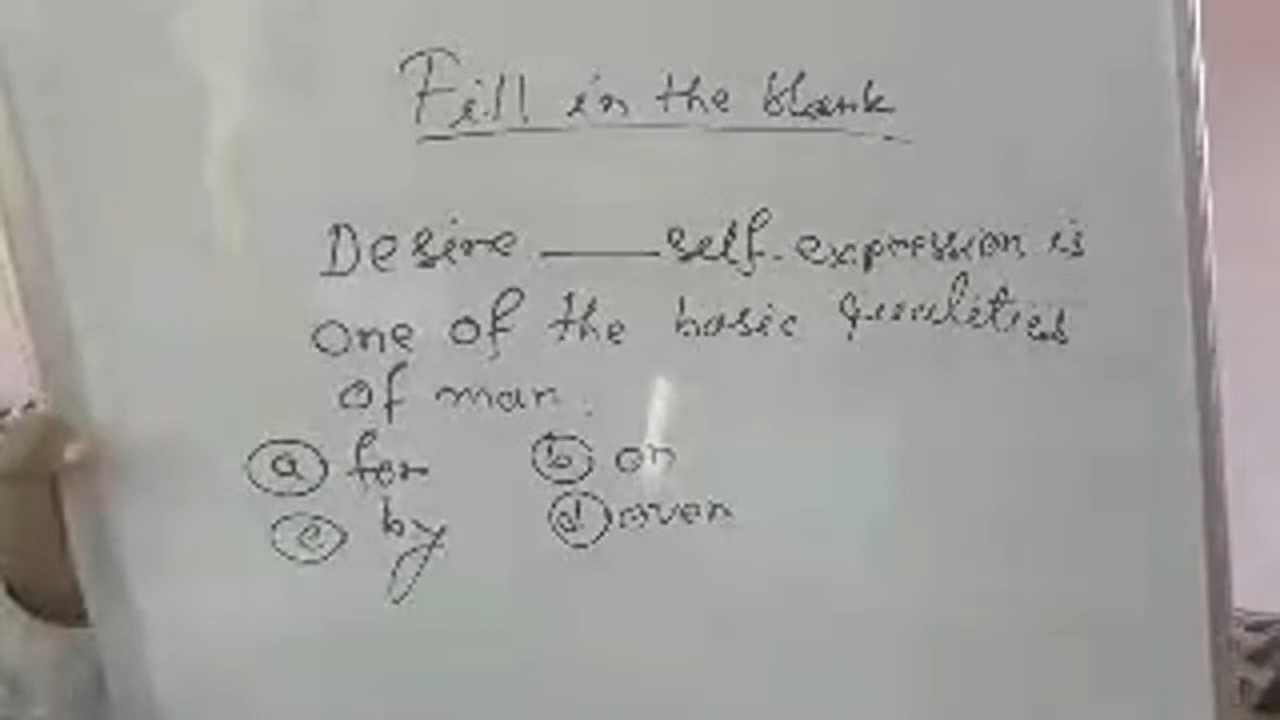 Fill in the blank
Desire ____ self-expression is
one of the basic qualities
of man.
(a) for (b) on
(c) by (d) over